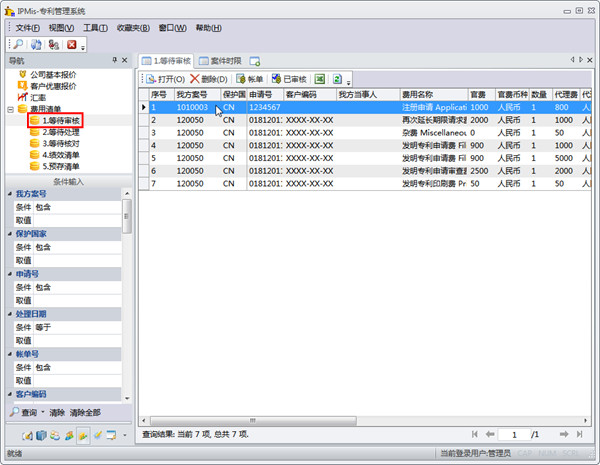 IPMis-专利管理系统
文件(F) 视图(V) 工具(T) 收藏夹(B) 窗口(W) 帮助(H)
导航
公司基本报价
客户优惠报价
汇率
费用清单
1.等待审核
2.等待处理
3.等待核对
4.绩效清单
5.预存清单
条件输入
我方案号
条件 包含
取值
保护国家
条件 包含
取值
申请号
条件 包含
取值
处理日期
条件 等于
取值
帐单号
条件 包含
取值
客户编码
查询 清除 清除全部
1.等待审核 案件时限
打开(O) 删除(D) 帐单 已审核
序号 我方案号 保护国 申请号 客户编码 我方当事人 费用名称 官费 官费币种 数量 代理费 代
1 1010003 CN 1234567 注册申请 Applicati 1000 人民币 1 800 人
2 120050 CN 0181201 XXXX-XX-XX 再次延长期限请求 2000 人民币 1 1000 人
3 120050 CN 0181201 XXXX-XX-XX 杂费 Miscellaneou 0 人民币 1 50 人
4 120050 CN 0181201 XXXX-XX-XX 发明专利申请费 Fil 900 人民币 1 1000 人
5 120050 CN 0181201 XXXX-XX-XX 发明专利申请费 Fil 900 人民币 1 5000 人
6 120050 CN 0181201 XXXX-XX-XX 发明专利申请审查 2500 人民币 1 2000 人
7 120050 CN 0181201 XXXX-XX-XX 发明专利印刷费 Pr 50 人民币 1 50 人
查询结果: 当前 7 项, 总共 7 项.
1 /1
就绪
当前登录用户:管理员 CAP NUM SCRL